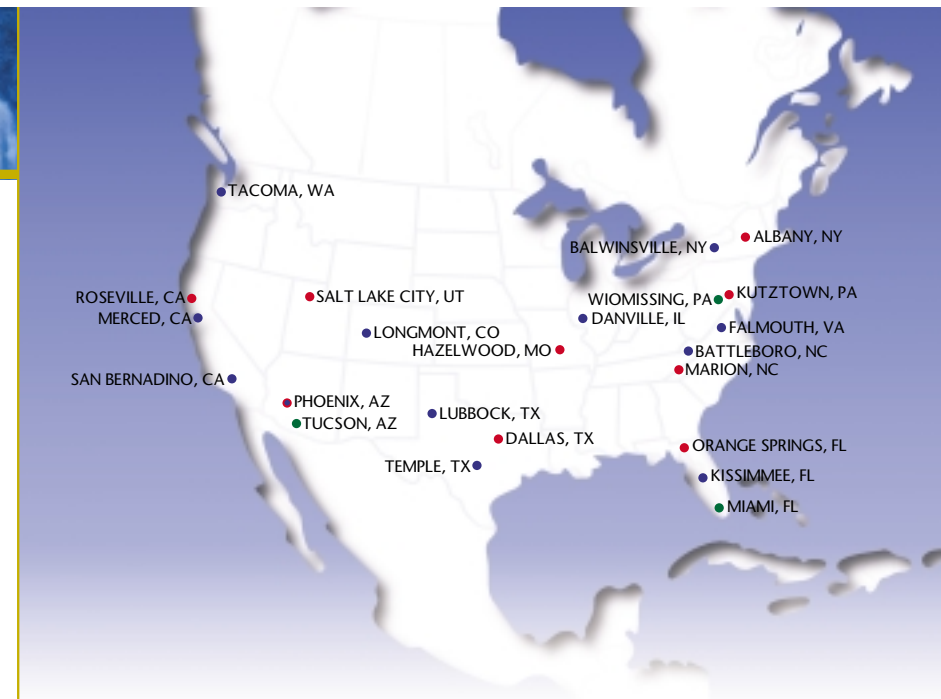 TACOMA, WA
ALBANY, NY
BALWINSVILLE, NY
ROSEVILLE, CA
SALT LAKE CITY, UT
WIOMISSING, PA
KUTZTOWN, PA
MERCED, CA
DANVILLE, IL
LONGMONT, CO
FALMOUTH, VA
HAZELWOOD, MO
BATTLEBORO, NC
MARION, NC
SAN BERNADINO, CA
PHOENIX, AZ
LUBBOCK, TX
TUCSON, AZ
DALLAS, TX
ORANGE SPRINGS, FL
TEMPLE, TX
KISSIMMEE, FL
MIAMI, FL